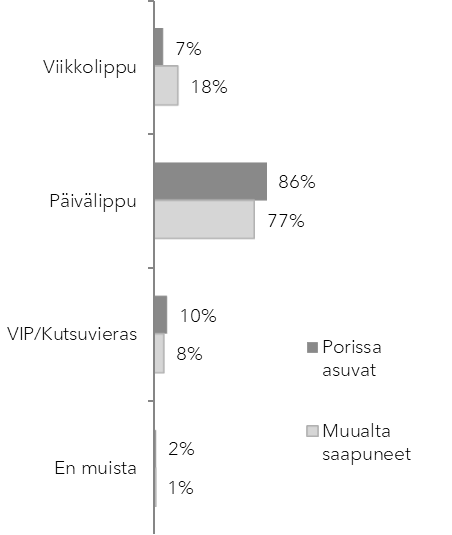 Viikkolippu
7%
18%
Päivälippu
86%
77%
VIP/Kutsuvieras
10%
8%
Porissa
asuvat
Muualta
saapuneet
En muista
2%
1%